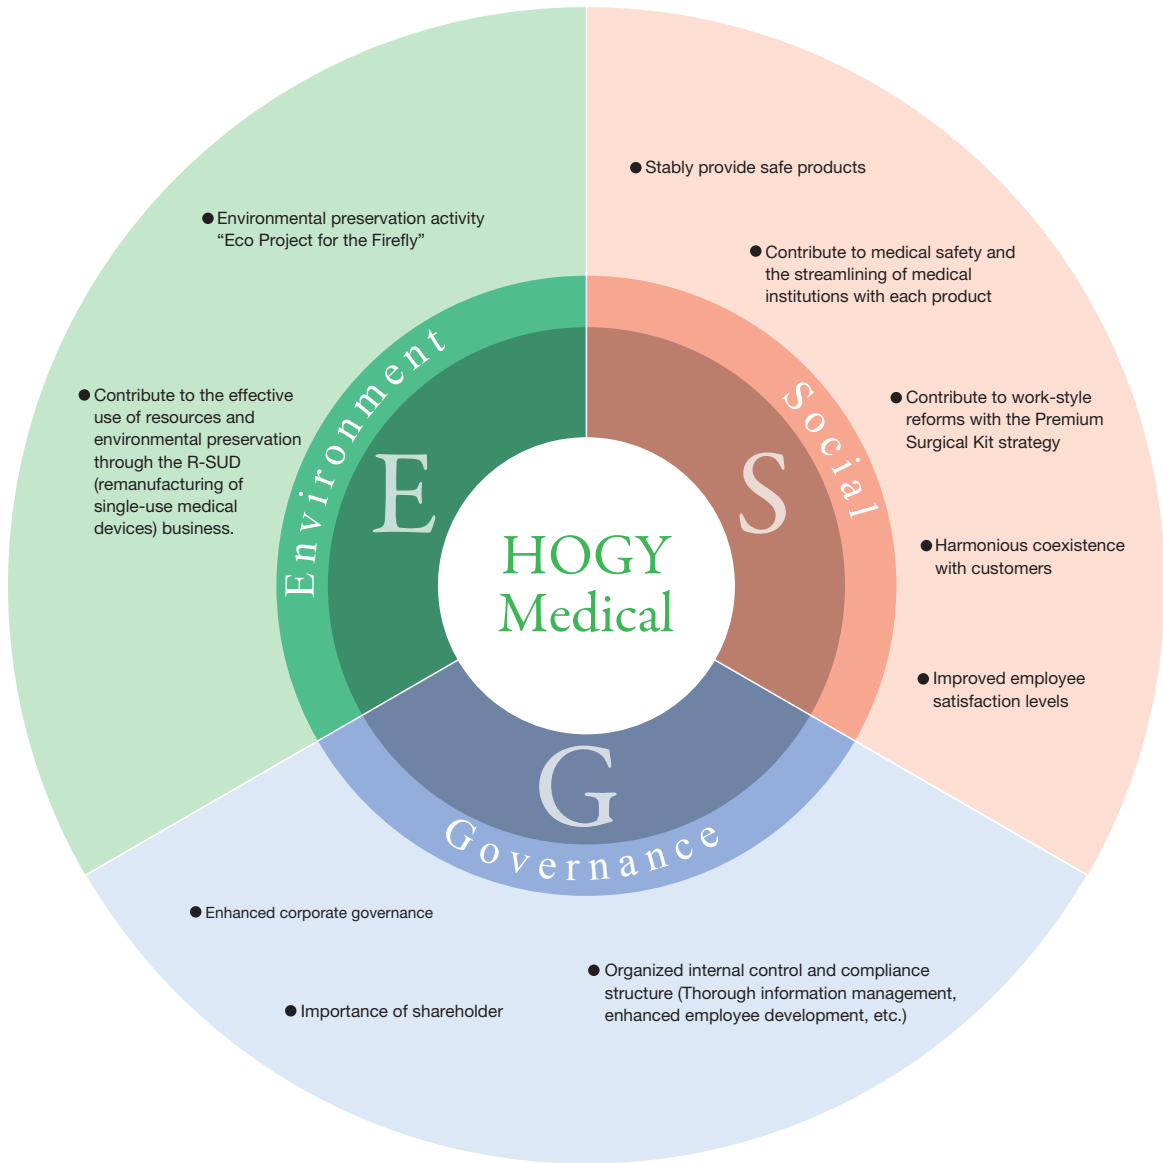 ● Stably provide safe products
● Environmental preservation activity
“Eco Project for the Firefly”
● Contribute to medical safety and
the streamlining of medical
institutions with each product
● Contribute to the effective
use of resources and
environmental preservation
through the R-SUD
(remanufacturing of
single-use medical
devices) business.
● Contribute to work-style
reforms with the Premium
Surgical Kit strategy
● Harmonious coexistence
with customers
● Improved employee
satisfaction levels
Environment
E
Social
S
HOGY
Medical
G
Governance
● Enhanced corporate governance
● Importance of shareholder
● Organized internal control and compliance
structure (Thorough information management,
enhanced employee development, etc.)